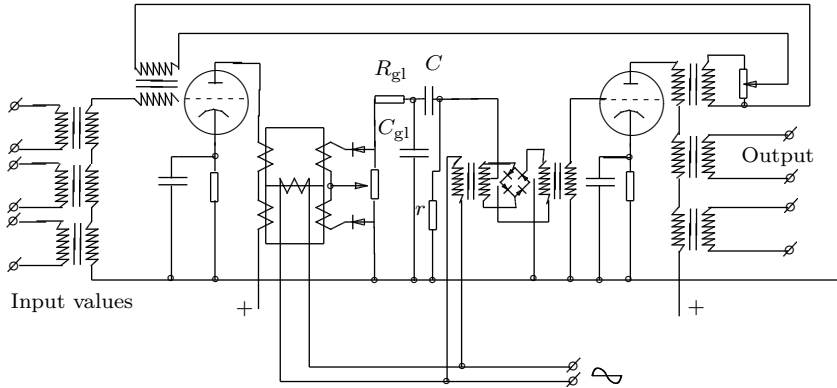 R_gl
C
C_gl
r
Output
Input values
+
+